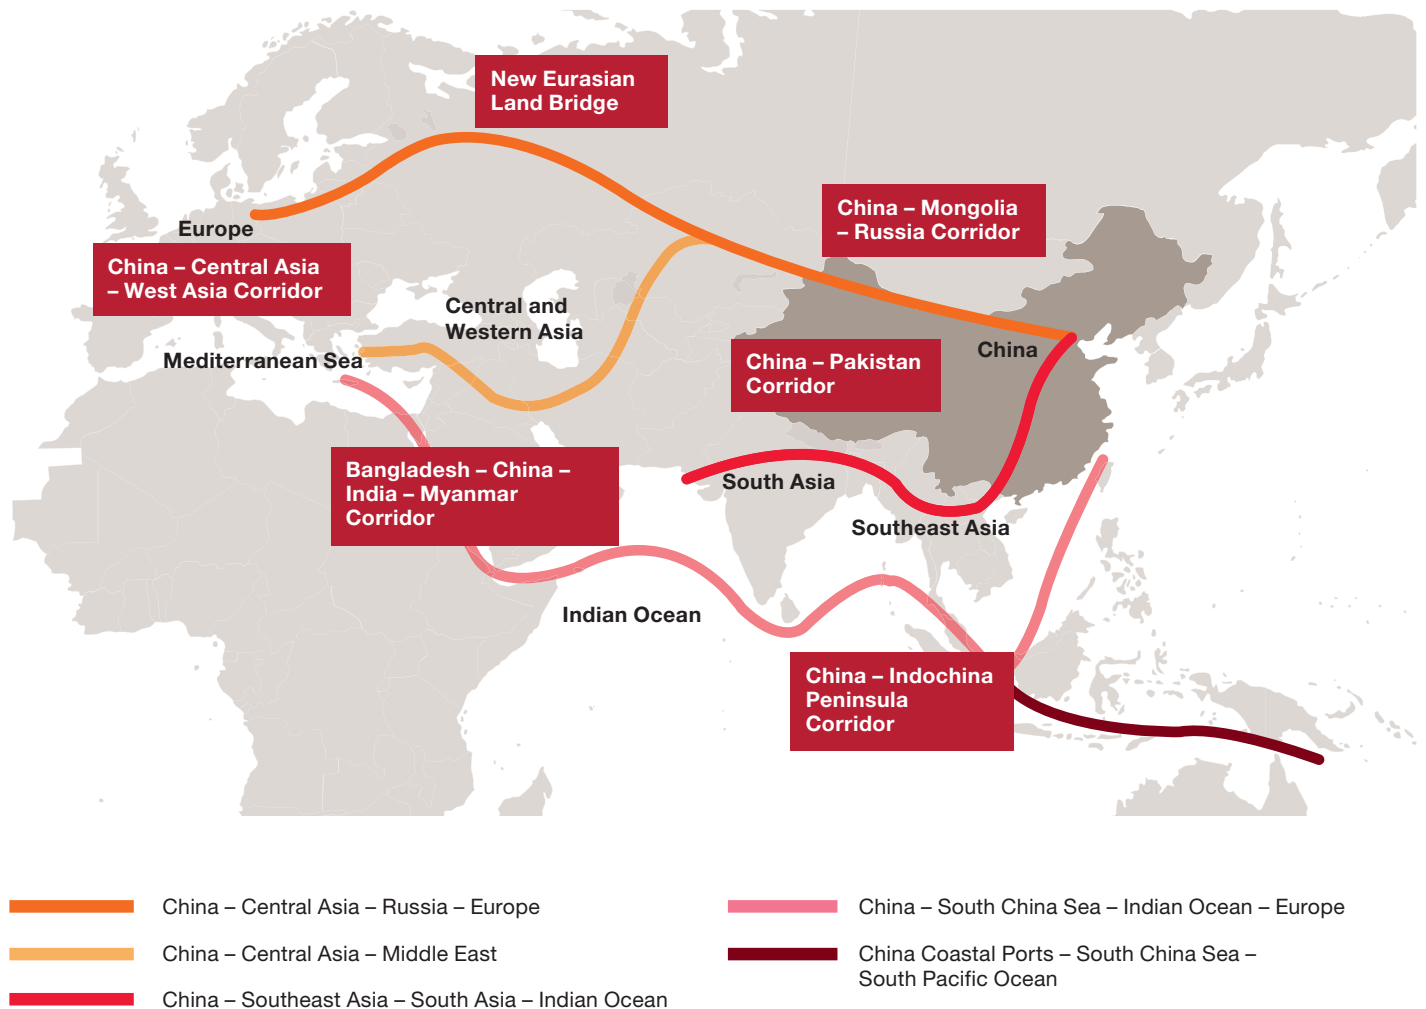 New Eurasian
Land Bridge
China – Mongolia
– Russia Corridor
Europe
China – Central Asia
– West Asia Corridor
Central and
Western Asia
Mediterranean Sea
China
China – Pakistan
Corridor
Bangladesh – China –
India – Myanmar
Corridor
South Asia
Southeast Asia
Indian Ocean
China – Indochina
Peninsula
Corridor
China – Central Asia – Russia – Europe
China – Central Asia – Middle East
China – Southeast Asia – South Asia – Indian Ocean
China – South China Sea – Indian Ocean – Europe
China Coastal Ports – South China Sea –
South Pacific Ocean